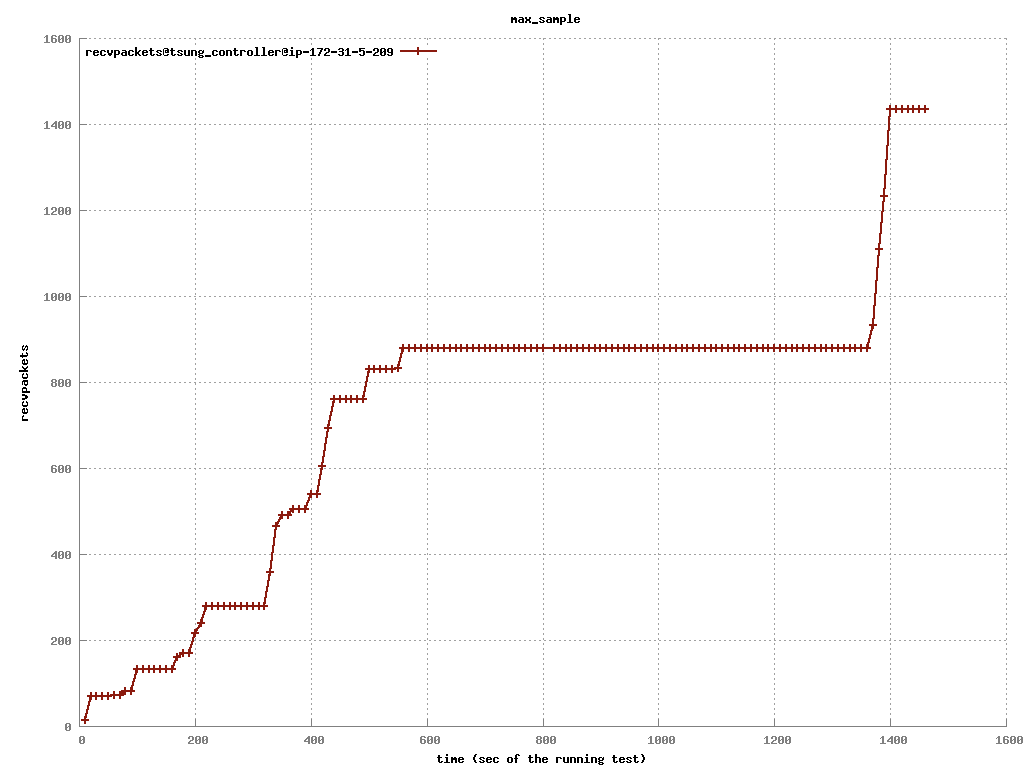 max_sample
recvpackets@tsung_controller@ip-172-31-5-209
1600
1400
1200
1000
800
600
400
200
0
recvpackets
0 200 400 600 800 1000 1200 1400 1600
time (sec of the running test)